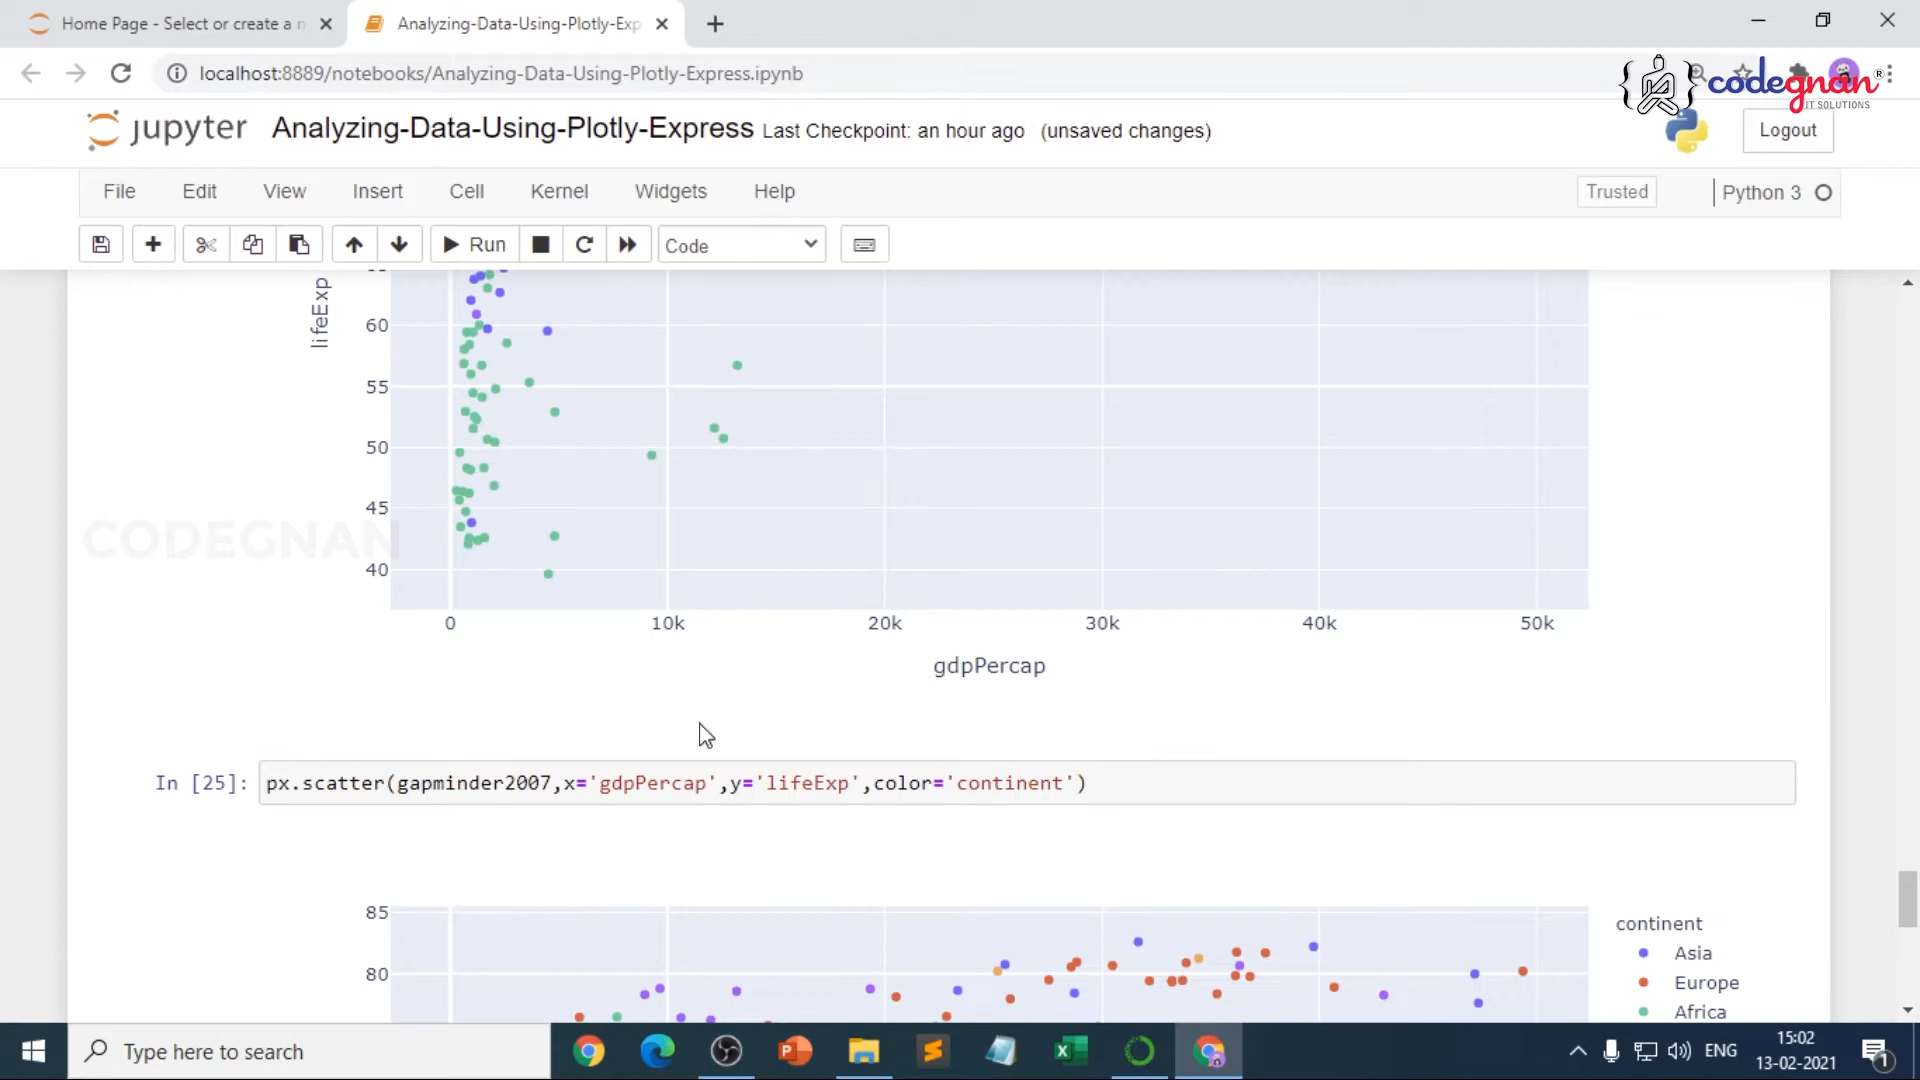 Home Page - Select or create a n
Analyzing-Data-Using-Plotly-Exp
localhost:8889/notebooks/Analyzing-Data-Using-Plotly-Express.ipynb
codegnan®
IT SOLUTIONS
jupyter Analyzing-Data-Using-Plotly-Express Last Checkpoint: an hour ago (unsaved changes)
Logout
File Edit View Insert Cell Kernel Widgets Help
Trusted
Python 3
Run
Code
lifeExp
60
55
50
45
40
CODEGNAN
0 10k 20k 30k 40k 50k
gdpPercap
In [25]: px.scatter(gapminder2007,x='gdpPercap',y='lifeExp',color='continent')
85
80
continent
Asia
Europe
Africa
Type here to search
ENG
15:02
13-02-2021
1